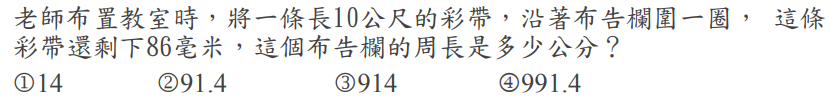 老師布置教室時，將一條長10公尺的彩帶，沿著布告欄圍一圈， 這條
彩帶還剩下86毫米，這個布告欄的周長是多少公分？
①14 ②91.4 ③914 ④991.4